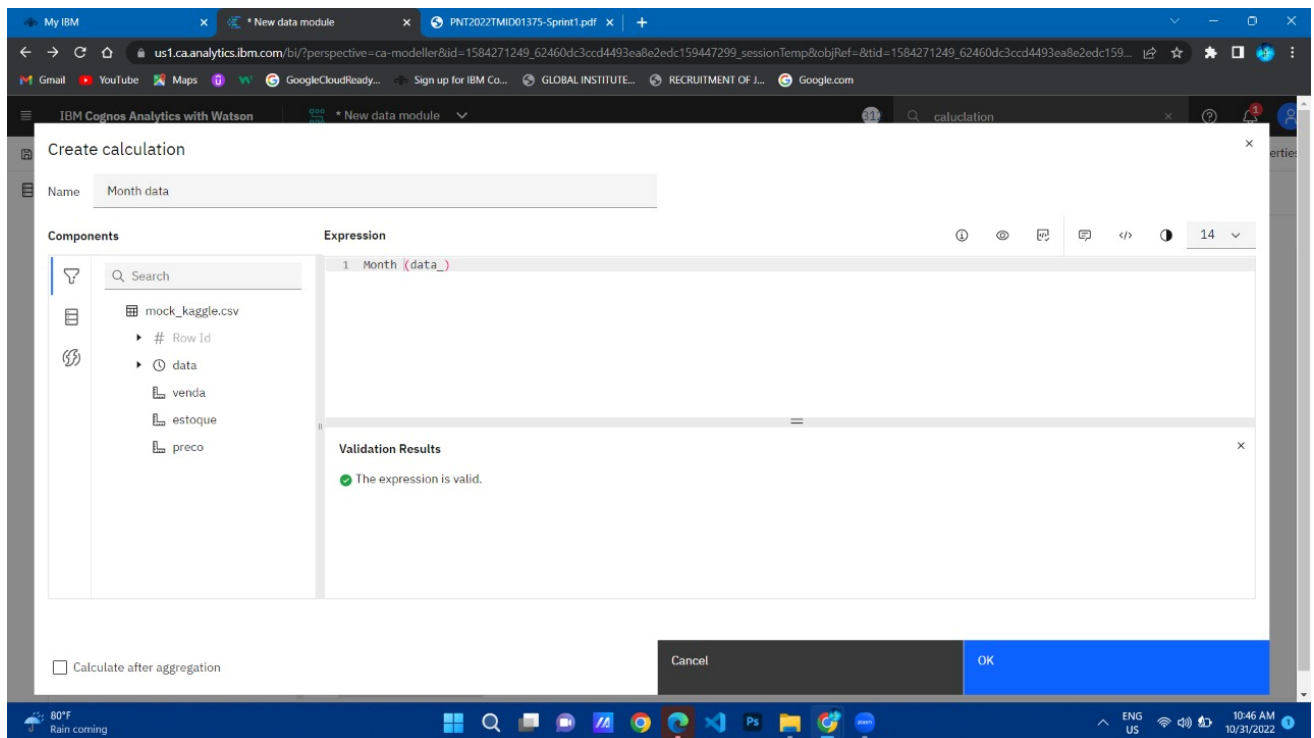 My IBM
* New data module
PNT2022TMID01375-Sprint1.pdf
us1.ca.analytics.ibm.com/bi/?perspective=ca-modeller&id=1584271249_62460dc3ccd4493ea8e2edc159447299_sessionTemp&objRef=&tid=1584271249_62460dc3ccd4493ea8e2edc159...
Gmail YouTube Maps GoogleCloudReady... Sign up for IBM Co... GLOBAL INSTITUTE... RECRUITMENT OF J... Google.com
IBM Cognos Analytics with Watson * New data module 31 caluclation 1
Create calculation
erties
Name Month data
Components Expression 14
Search
1 Month (data_)
mock_kaggle.csv
# Row Id
data
venda
estoque
preco
Validation Results
The expression is valid.
Calculate after aggregation
Cancel OK
80°F
Rain coming
ENG
US
10:46 AM
10/31/2022
1